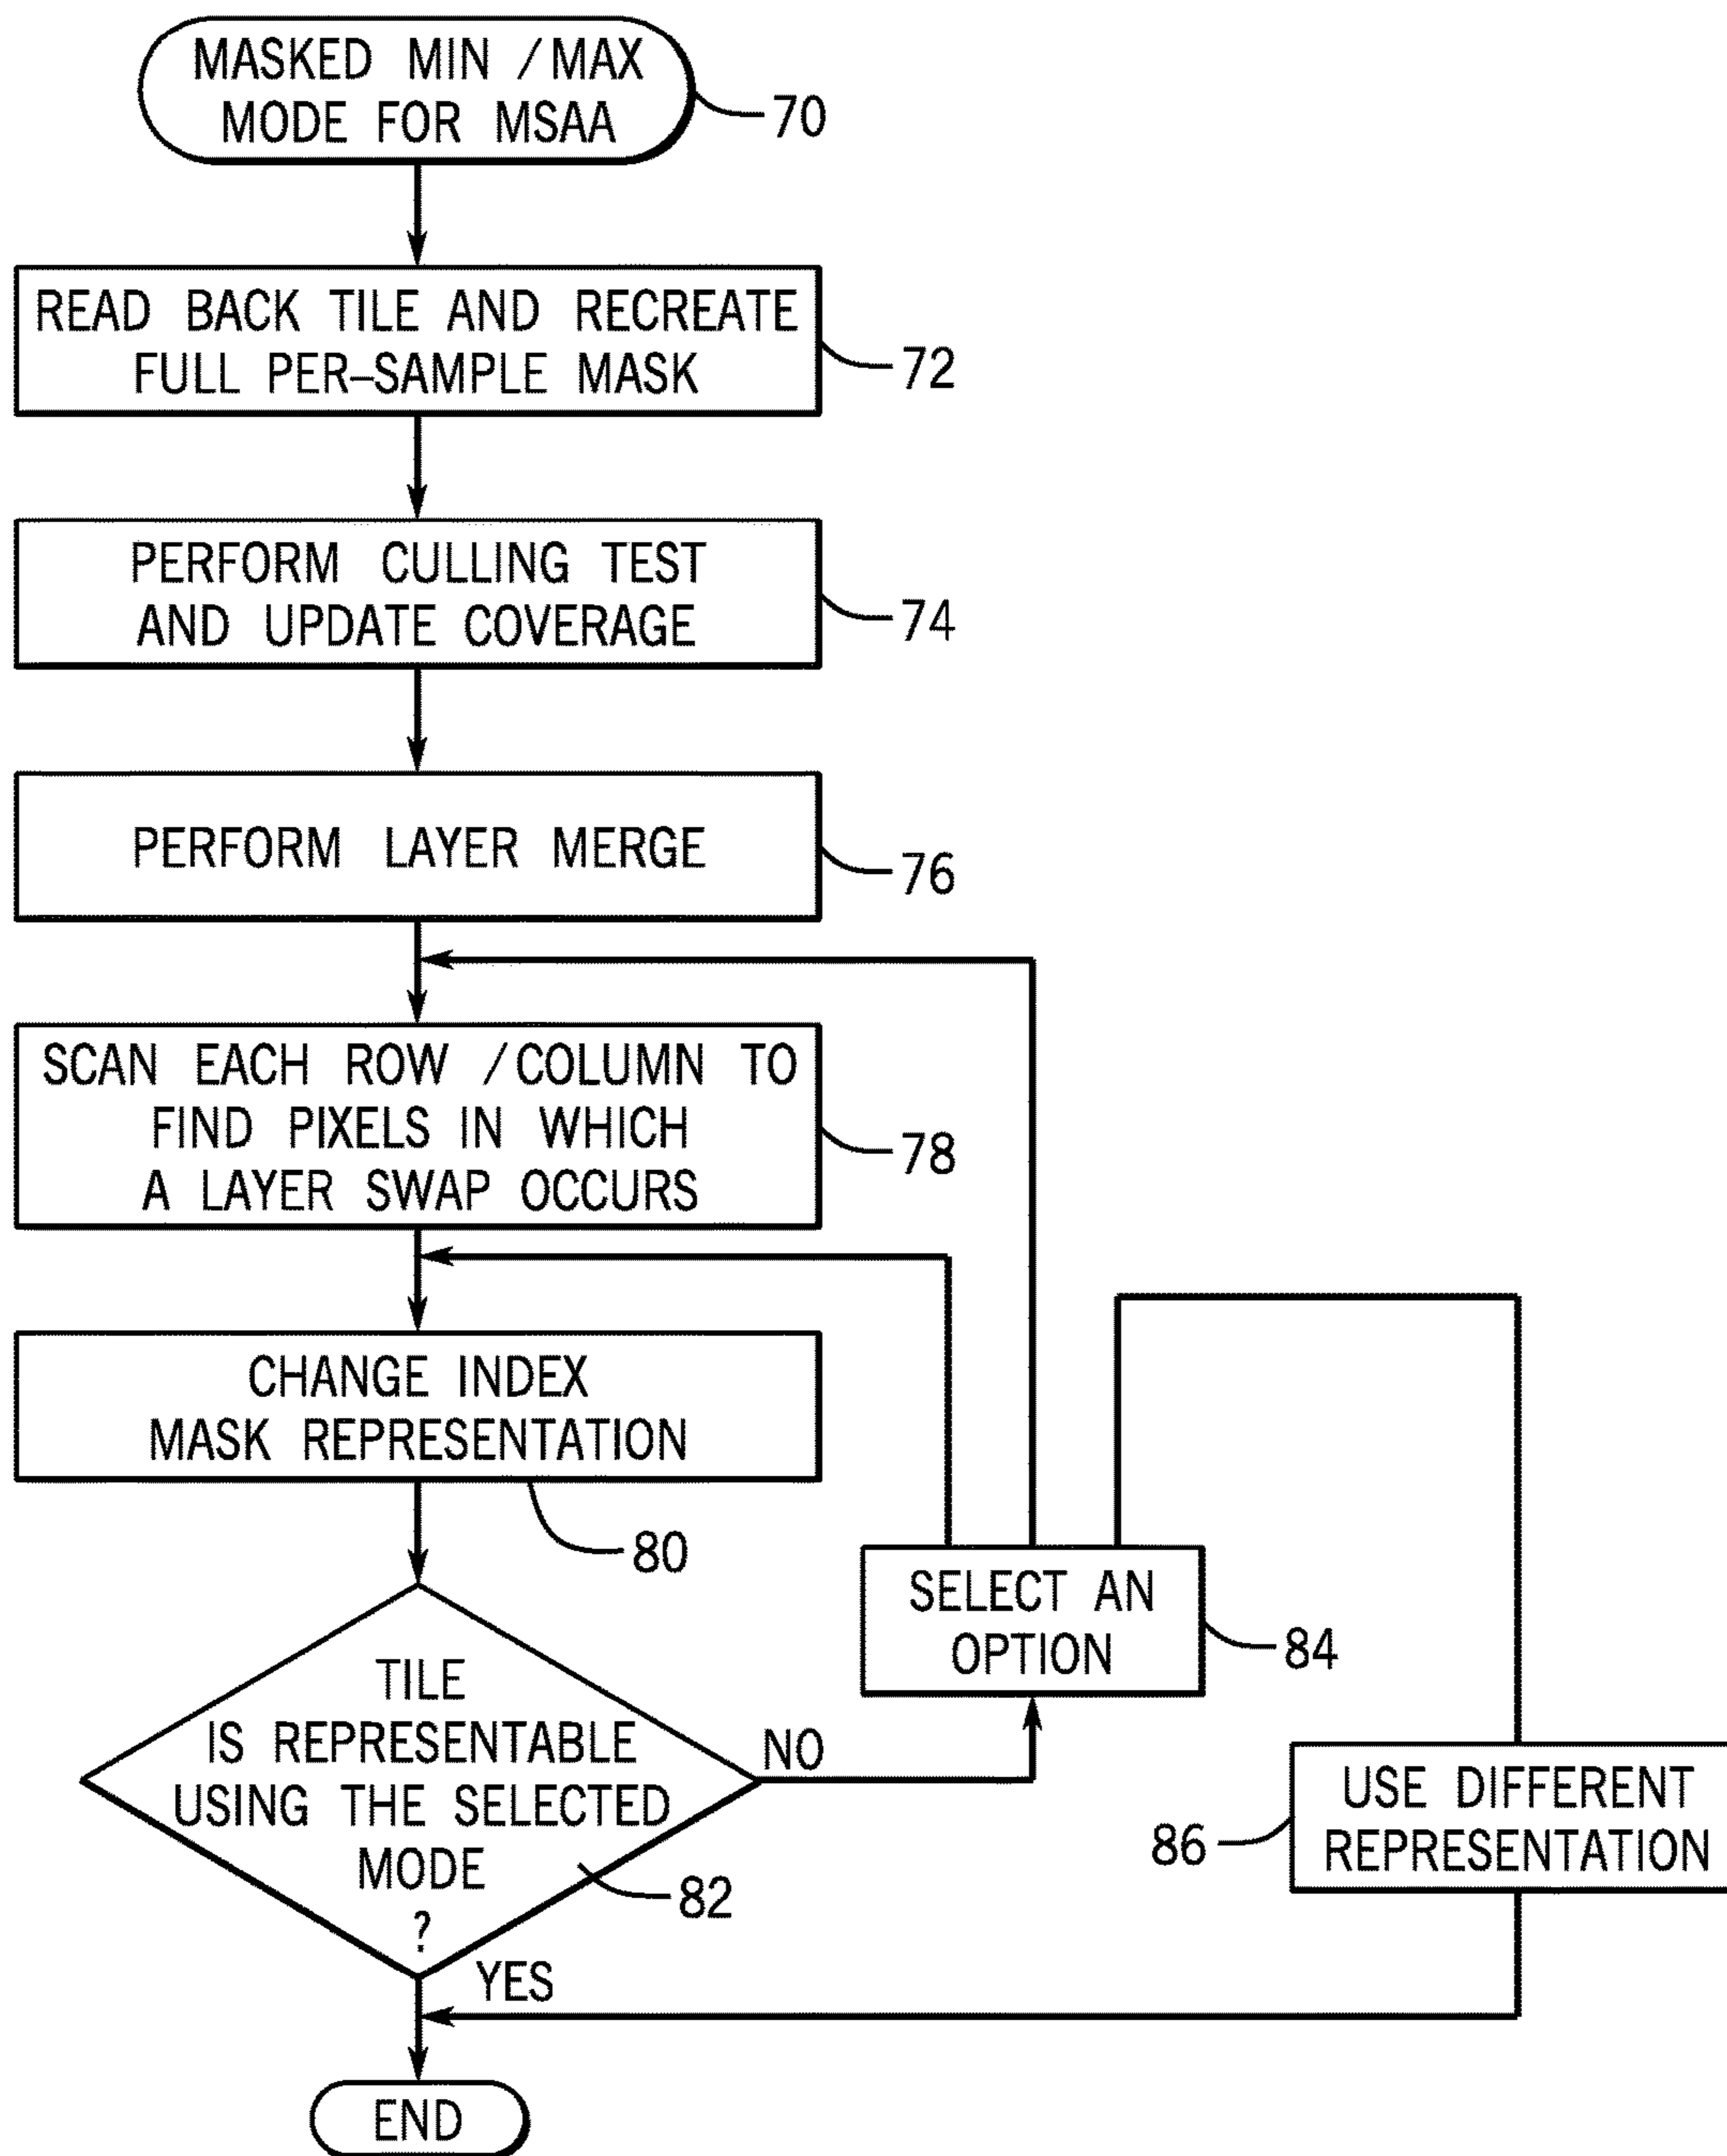 MASKED MIN /MAX
MODE FOR MSAA
70
READ BACK TILE AND RECREATE
FULL PER–SAMPLE MASK
72
PERFORM CULLING TEST
AND UPDATE COVERAGE
74
PERFORM LAYER MERGE
76
SCAN EACH ROW /COLUMN TO
FIND PIXELS IN WHICH
A LAYER SWAP OCCURS
78
CHANGE INDEX
MASK REPRESENTATION
80
SELECT AN
OPTION
84
TILE
IS REPRESENTABLE
USING THE SELECTED
MODE
?
82
NO
YES
USE DIFFERENT
REPRESENTATION
86
END